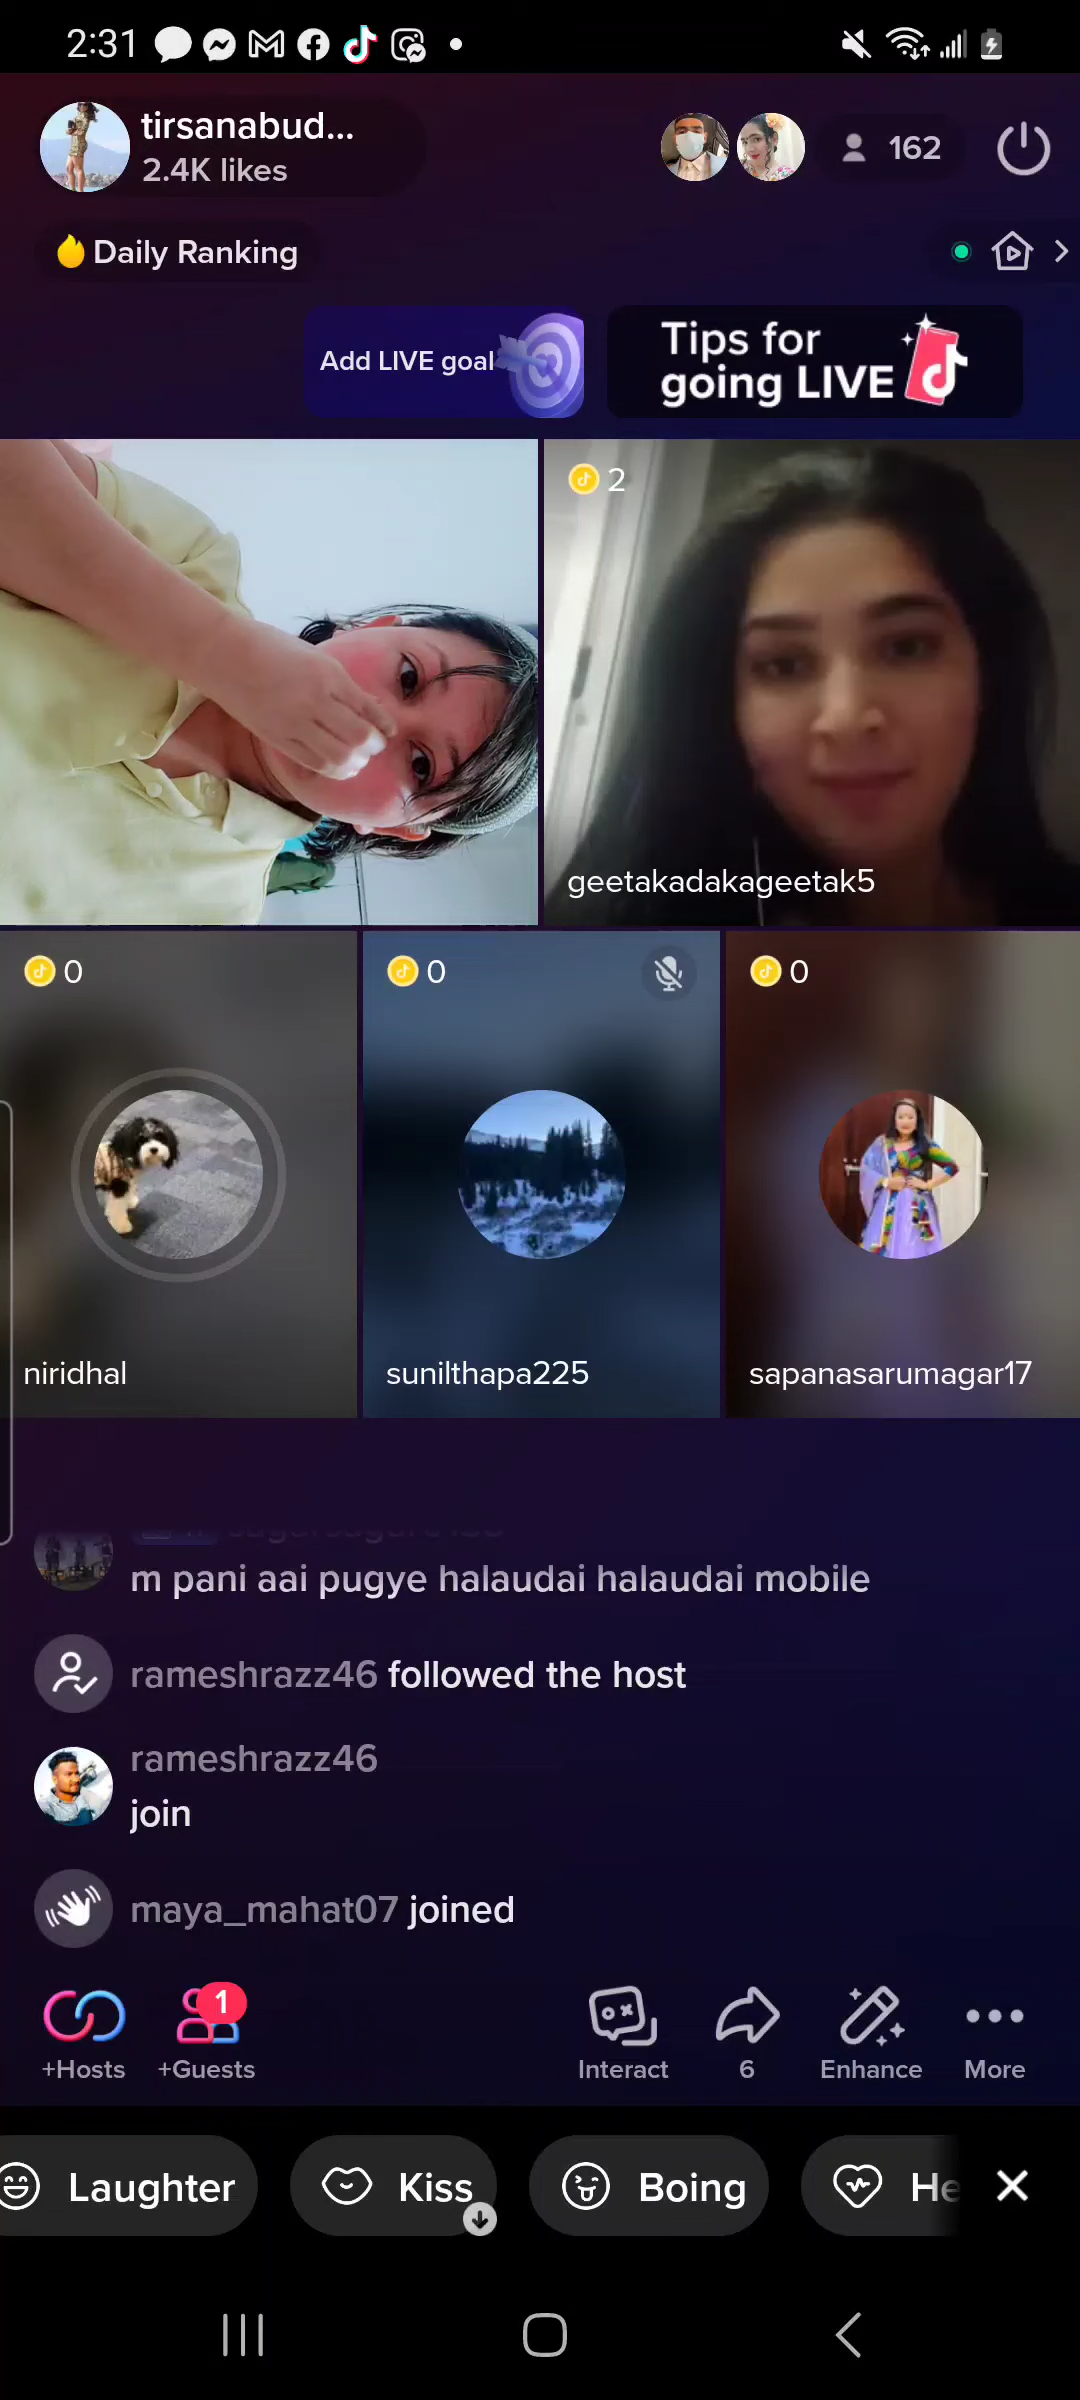 2:31
tirsanabud...
2.4K likes
162
Daily Ranking
Add LIVE goal
Tips for
going LIVE
2
geetakadakageetak5
0
0
0
niridhal
sunilthapa225
sapanasarumagar17
m pani aai pugye halaudai halaudai mobile
rameshrazz46 followed the host
rameshrazz46
join
maya_mahat07 joined
1
+Hosts
+Guests
Interact
6
Enhance
More
Laughter
Kiss
Boing
He